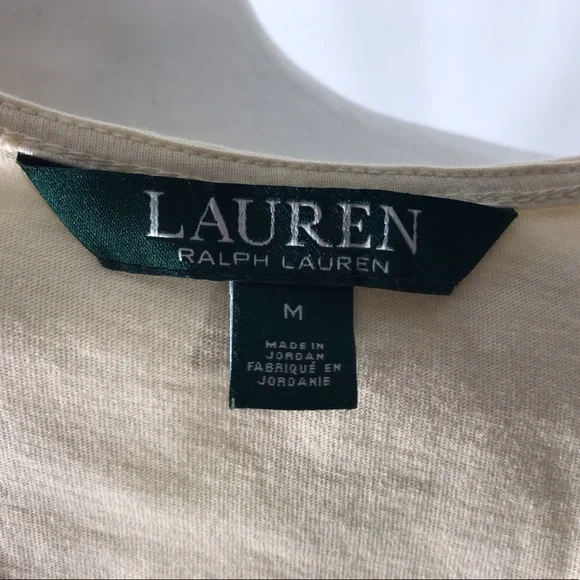 LAUREN
RALPH LAUREN
M
MADE IN
JORDAN
FABRIQUÉ EN
JORDANIE